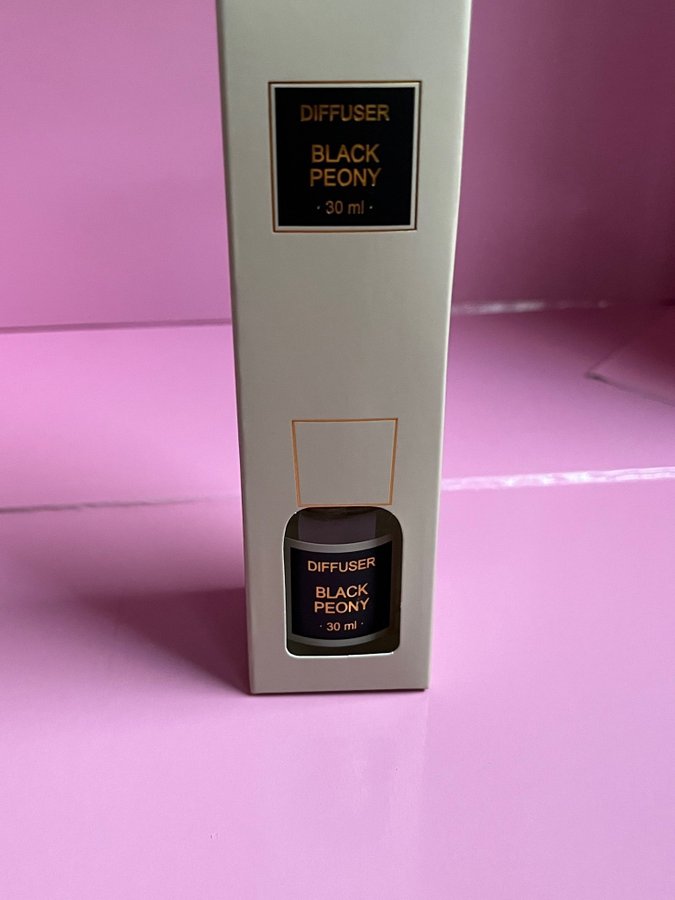 DIFFUSER
BLACK
PEONY
· 30 ml ·
DIFFUSER
BLACK
PEONY
· 30 ml ·